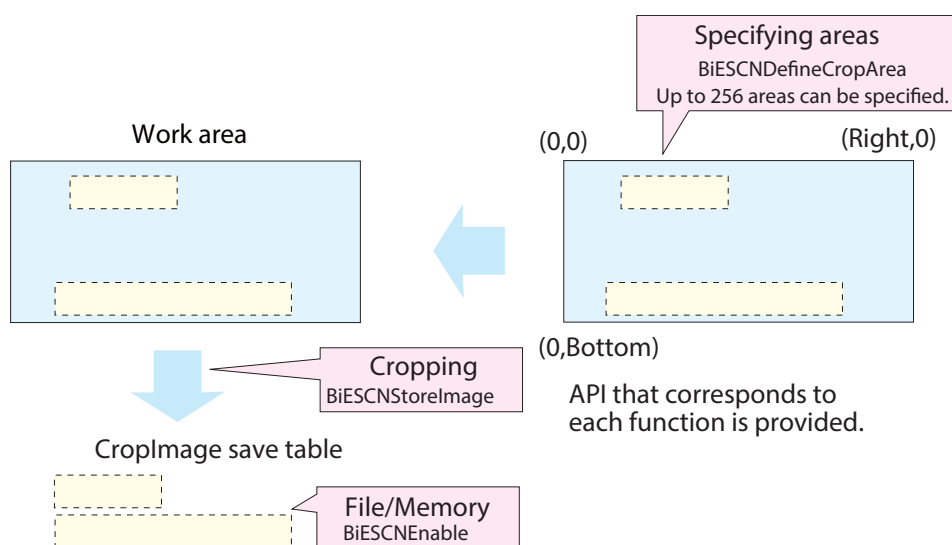 Specifying areas
BiESCNDefineCropArea
Up to 256 areas can be specified.
Work area
(0,0)
(Right,0)
(0,Bottom)
Cropping
BiESCNStoreImage
API that corresponds to
each function is provided.
CropImage save table
File/Memory
BiESCNEnable